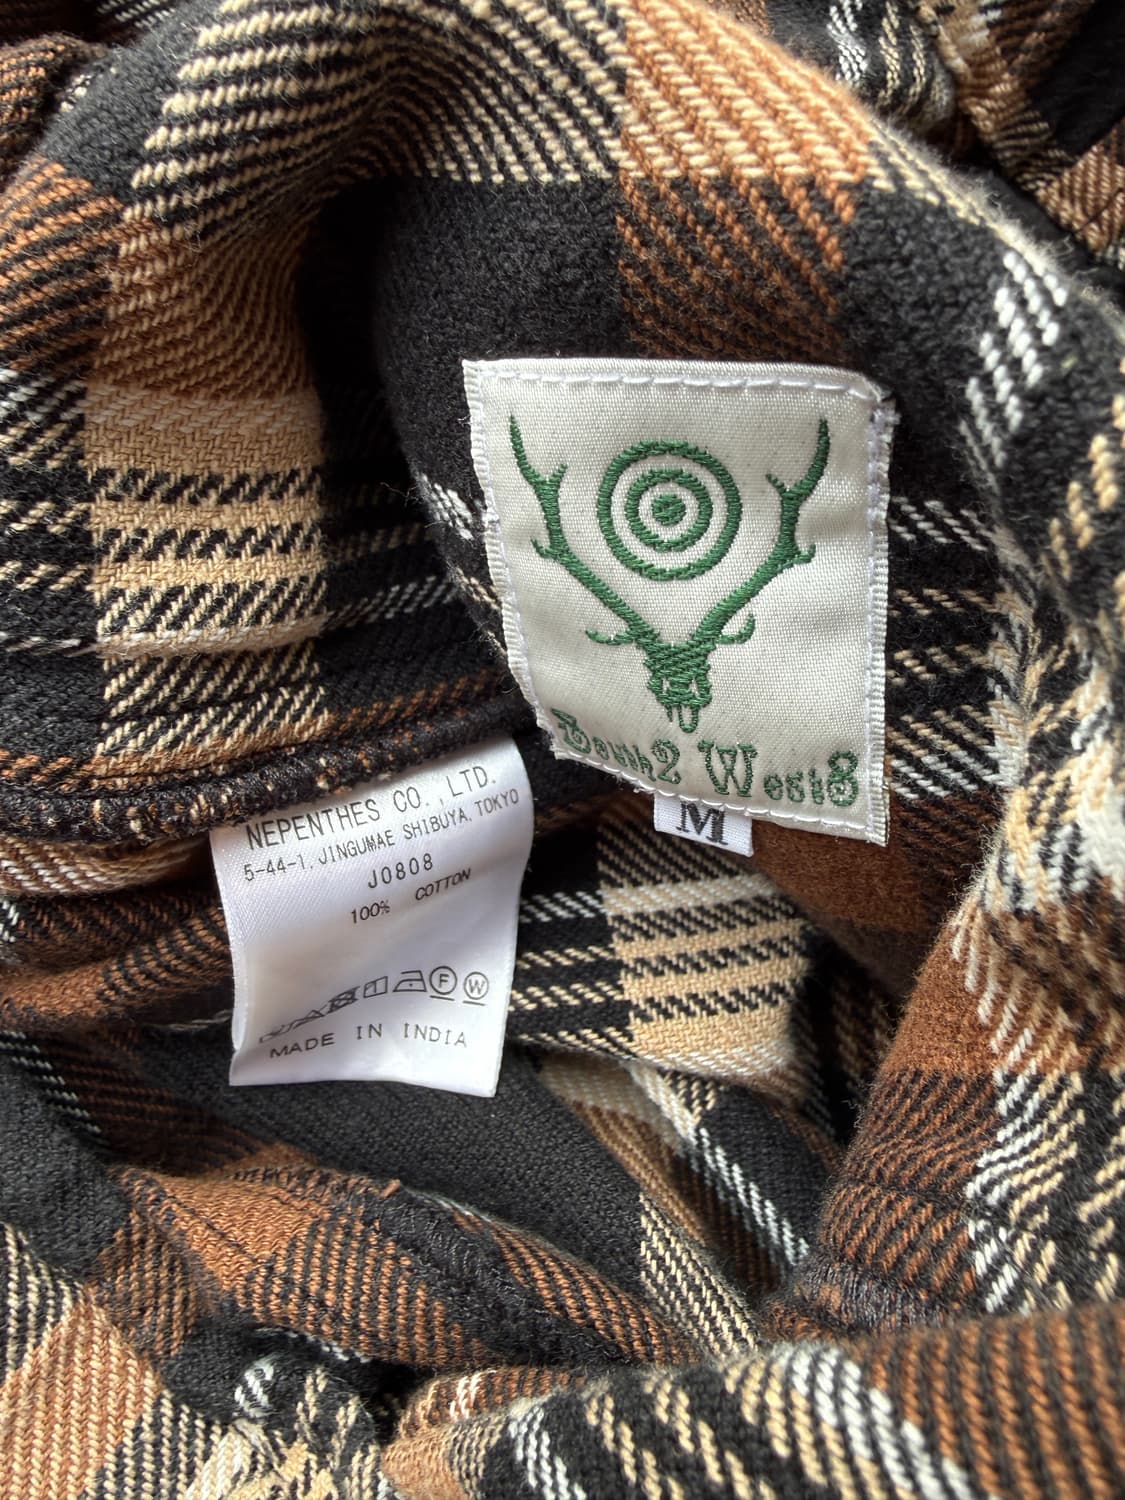 South2 West8
M
NEPENTHES CO.,LTD.
5-44-1. JINGUMAE SHIBUYA, TOKYO
J0808
100% COTTON
F W
MADE IN INDIA